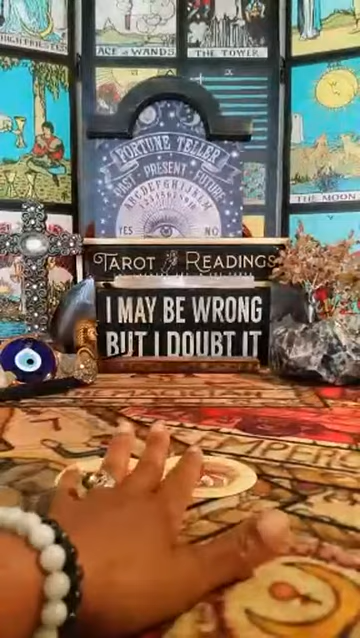 HIGH PRIESTESS
ACE of WANDS.
THE TOWER.
THE MOON
FORTUNE TELLER
PAST · PRESENT · FUTURE
ABCDEFGHIJKLM
YES
NO
TAROT READINGS
I MAY BE WRONG
BUT I DOUBT IT